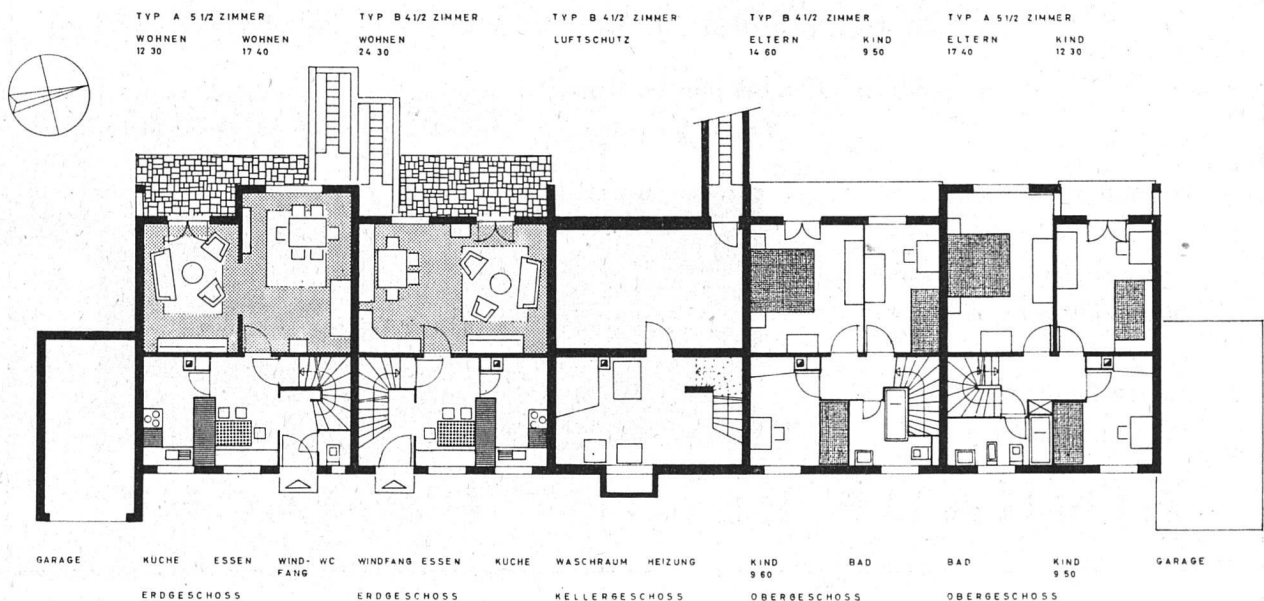 TYP A 5 1/2 ZIMMER TYP B 4 1/2 ZIMMER TYP B 4 1/2 ZIMMER TYP B 4 1/2 ZIMMER TYP A 5 1/2 ZIMMER
WOHNEN WOHNEN WOHNEN LUFTSCHUTZ ELTERN KIND ELTERN KIND
12 30 17 40 24 30 14 60 9 50 17 40 12 30
GARAGE KÜCHE ESSEN WIND- WC WINDFANG ESSEN KÜCHE WASCHRAUM HEIZUNG KIND BAD BAD KIND GARAGE
FANG 9 60 9 50
ERDGESCHOSS ERDGESCHOSS KELLERGESCHOSS OBERGESCHOSS OBERGESCHOSS